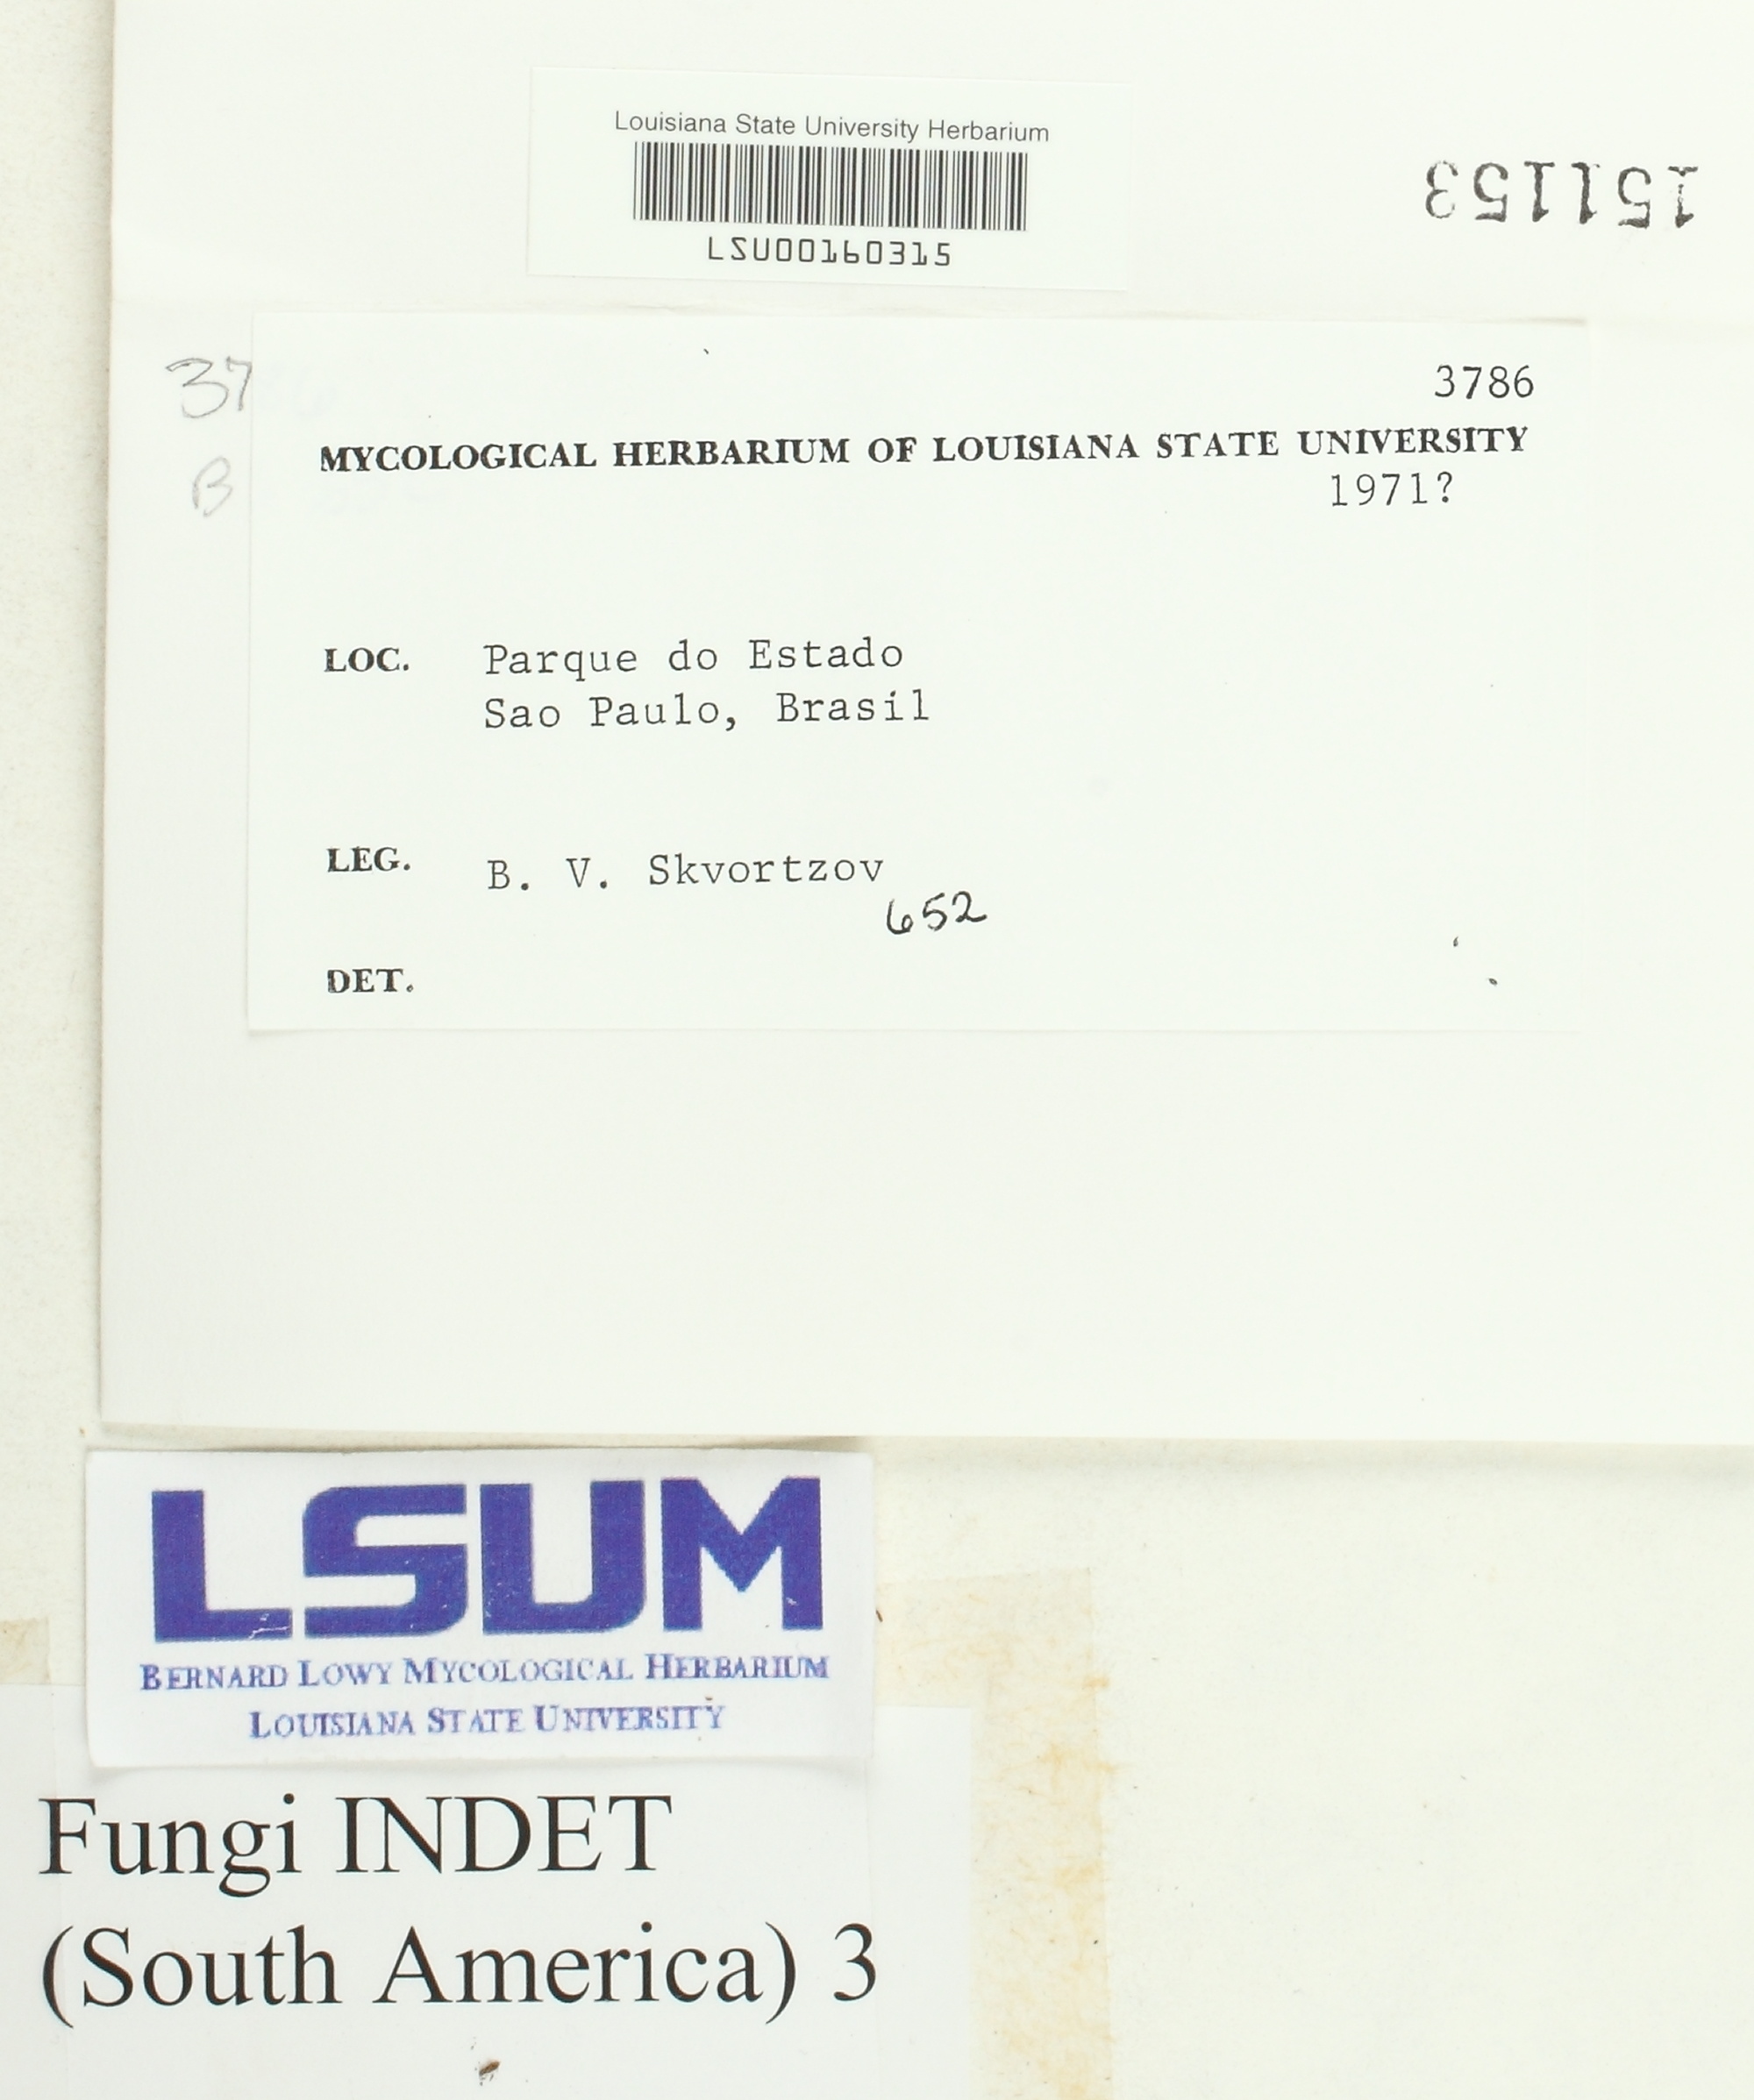 Louisiana State University Herbarium
LSU00160315
151153
37
B
3786
MYCOLOGICAL HERBARIUM OF LOUISIANA STATE UNIVERSITY
1971?
LOC. Parque do Estado
Sao Paulo, Brasil
LEG. B. V. Skvortzov
652
DET.
LSUM
BERNARD LOWY MYCOLOGICAL HERBARIUM
LOUISIANA STATE UNIVERSITY
Fungi INDET
(South America) 3